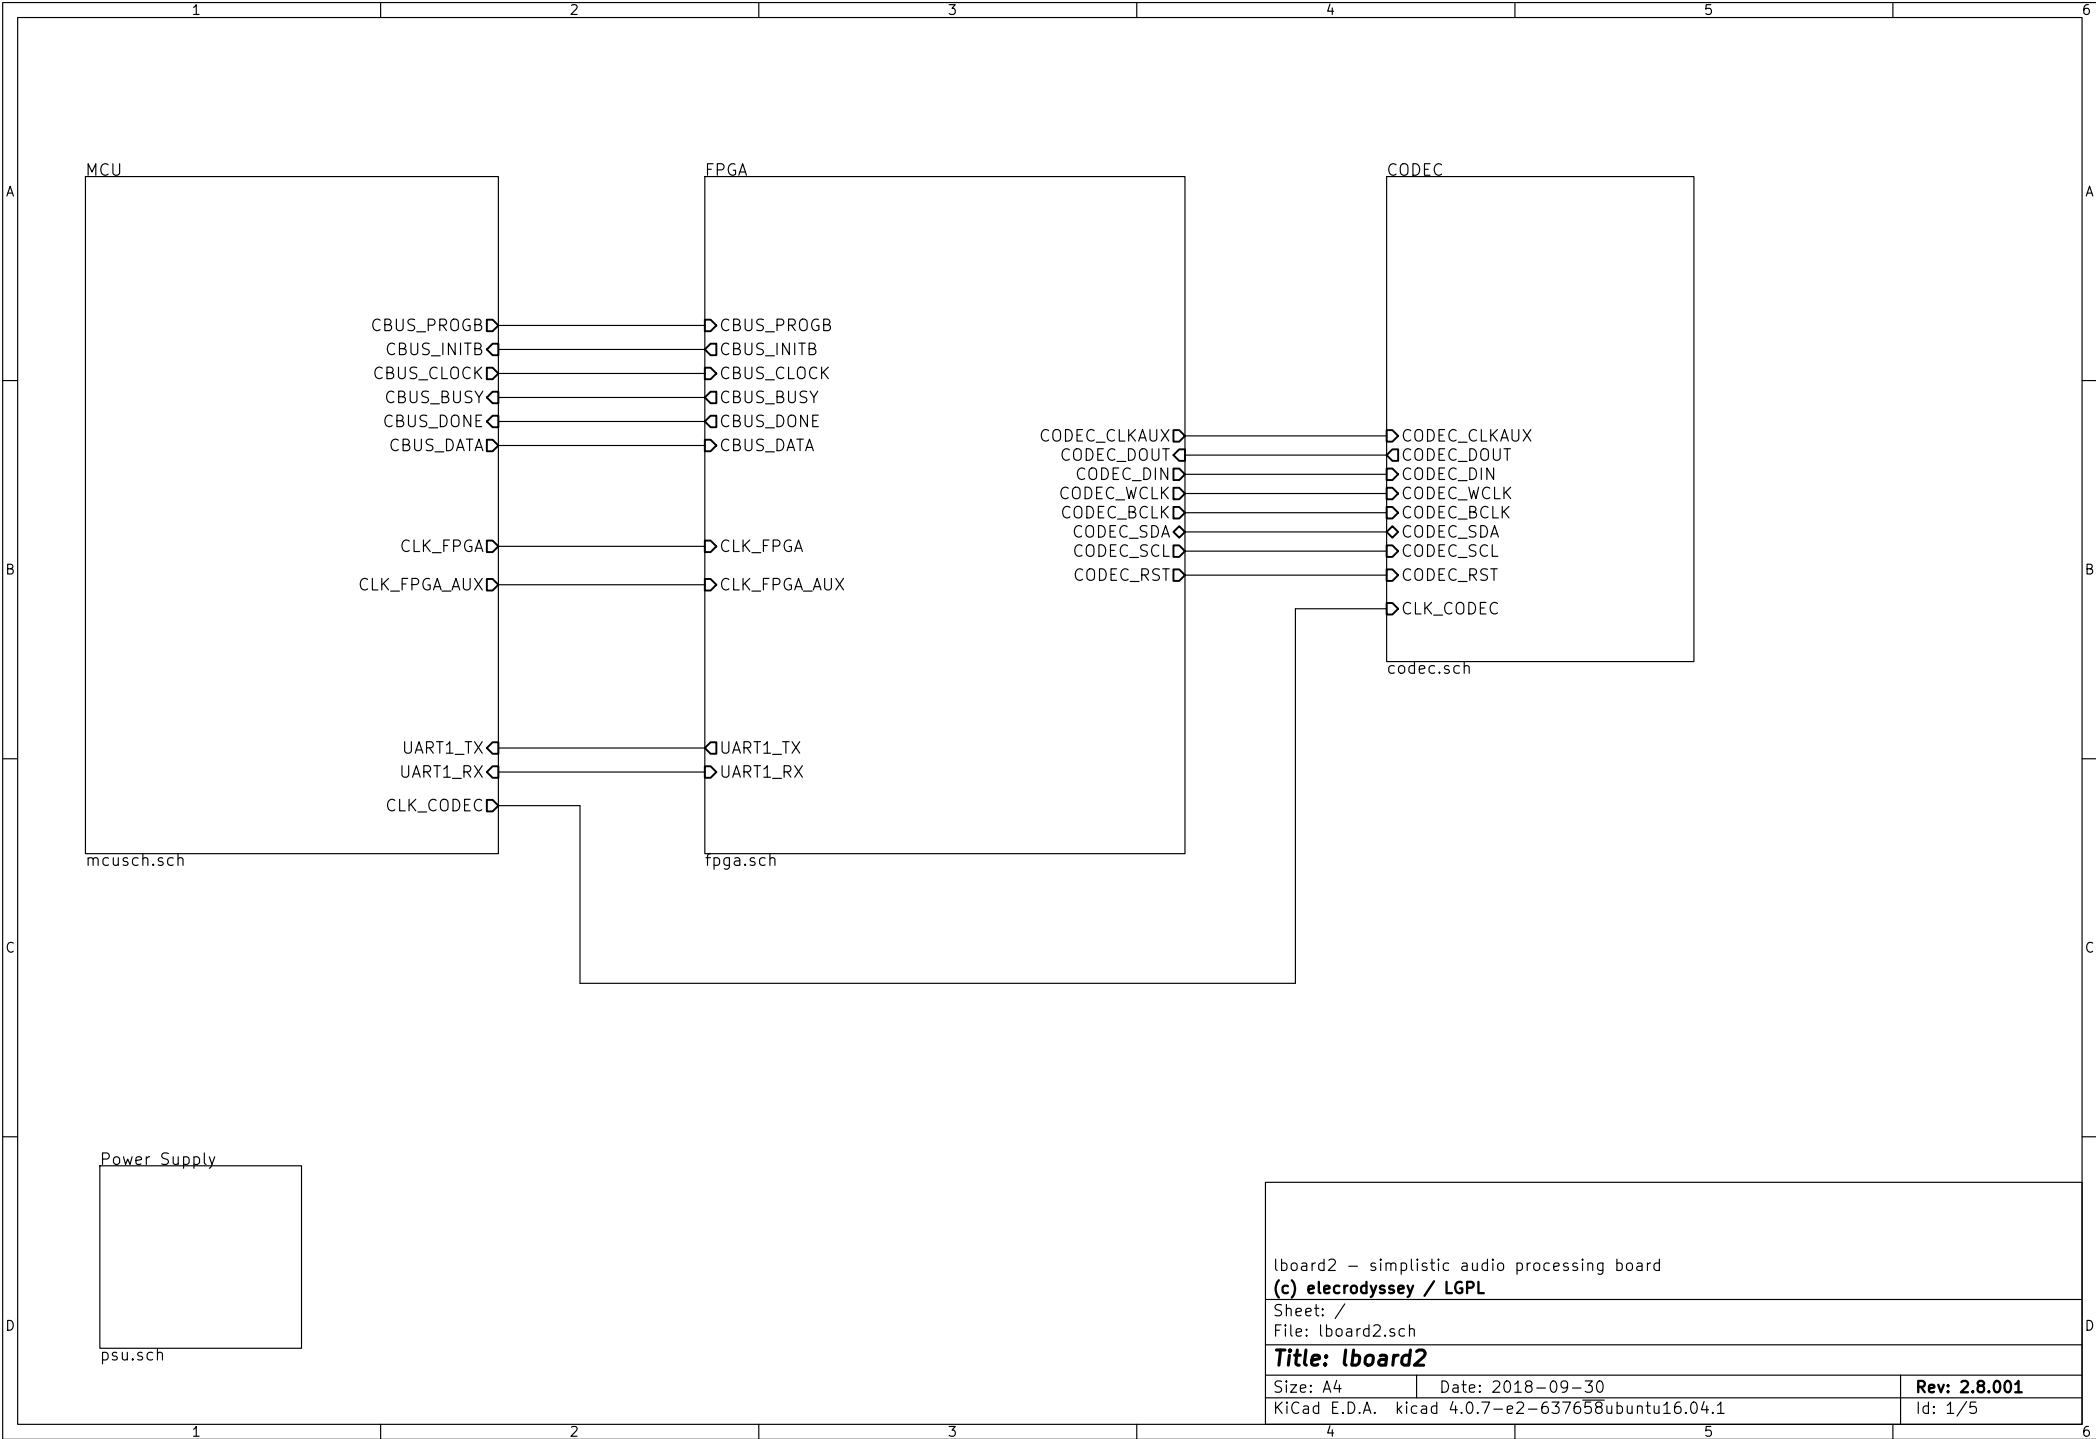 1 2 3 4 5 6
MCU FPGA CODEC
A A
CBUS_PROGB CBUS_PROGB
CBUS_INITB CBUS_INITB
CBUS_CLOCK CBUS_CLOCK
CBUS_BUSY CBUS_BUSY
CBUS_DONE CBUS_DONE
CODEC_CLKAUX CODEC_CLKAUX
CBUS_DATA CBUS_DATA
CODEC_DOUT CODEC_DOUT
CODEC_DIN CODEC_DIN
CODEC_WCLK CODEC_WCLK
CODEC_BCLK CODEC_BCLK
CODEC_SDA CODEC_SDA
CLK_FPGA CLK_FPGA
CODEC_SCL CODEC_SCL
B B
CODEC_RST CODEC_RST
CLK_FPGA_AUX CLK_FPGA_AUX
CLK_CODEC
codec.sch
UART1_TX UART1_TX
UART1_RX UART1_RX
CLK_CODEC
mcusch.sch fpga.sch
C C
Power Supply
psu.sch
lboard2 - simplistic audio processing board
(c) elecrodyssey / LGPL
Sheet: /
File: lboard2.sch
D D
Title: lboard2
Size: A4 Date: 2018-09-30 Rev: 2.8.001
KiCad E.D.A. kicad 4.0.7-e2-637658ubuntu16.04.1 Id: 1/5
1 2 3 4 5 6